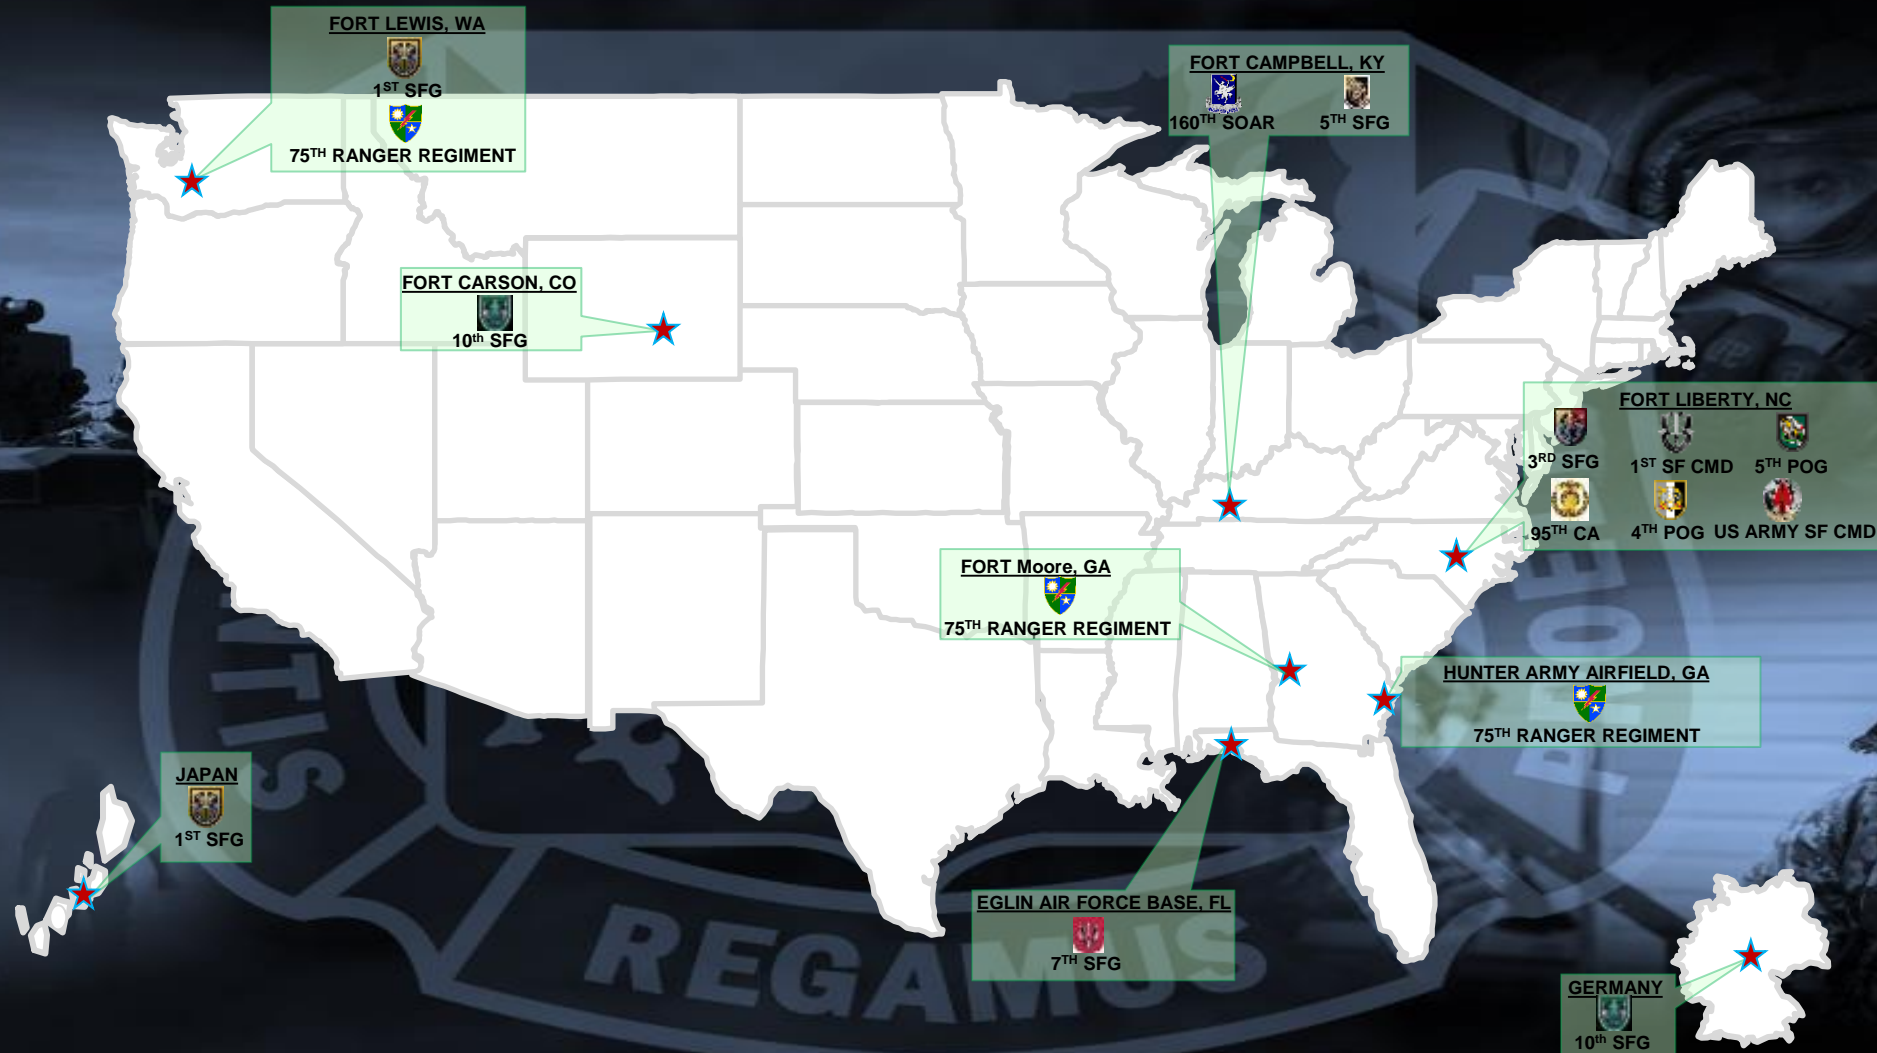 FORT LEWIS, WA
1ST SFG
75TH RANGER REGIMENT
FORT CAMPBELL, KY
160TH SOAR 5TH SFG
FORT CARSON, CO
10th SFG
FORT LIBERTY, NC
3RD SFG 1ST SF CMD 5TH POG
95TH CA 4TH POG US ARMY SF CMD
FORT Moore, GA
75TH RANGER REGIMENT
HUNTER ARMY AIRFIELD, GA
75TH RANGER REGIMENT
JAPAN
1ST SFG
EGLIN AIR FORCE BASE, FL
7TH SFG
GERMANY
10th SFG
REGAMUS